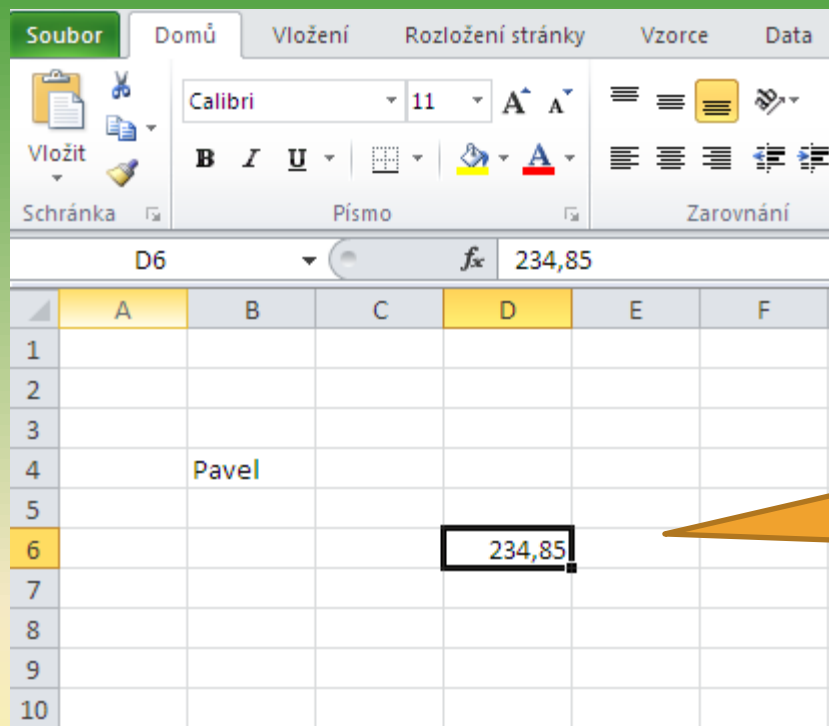 Soubor Domů Vložení Rozložení stránky Vzorce Data
Calibri 11 A A
Vložit B I U A
Schránka Písmo Zarovnání
D6 fx 234,85
A B C D E F
1
2
3
4 Pavel
5
6 234,85
7
8
9
10